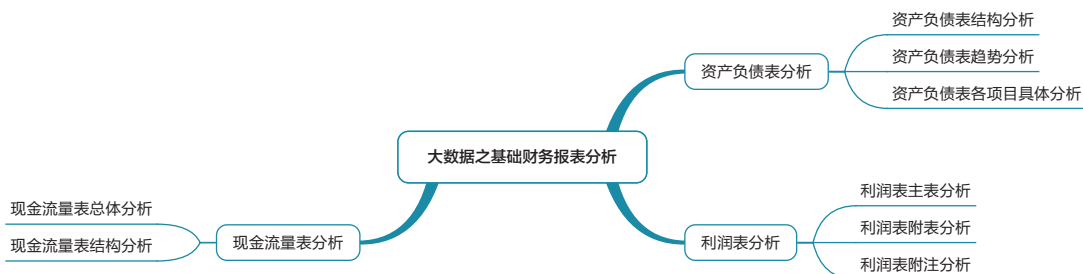 大数据之基础财务报表分析
资产负债表分析
资产负债表结构分析
资产负债表趋势分析
资产负债表各项目具体分析
利润表分析
利润表主表分析
利润表附表分析
利润表附注分析
现金流量表分析
现金流量表总体分析
现金流量表结构分析